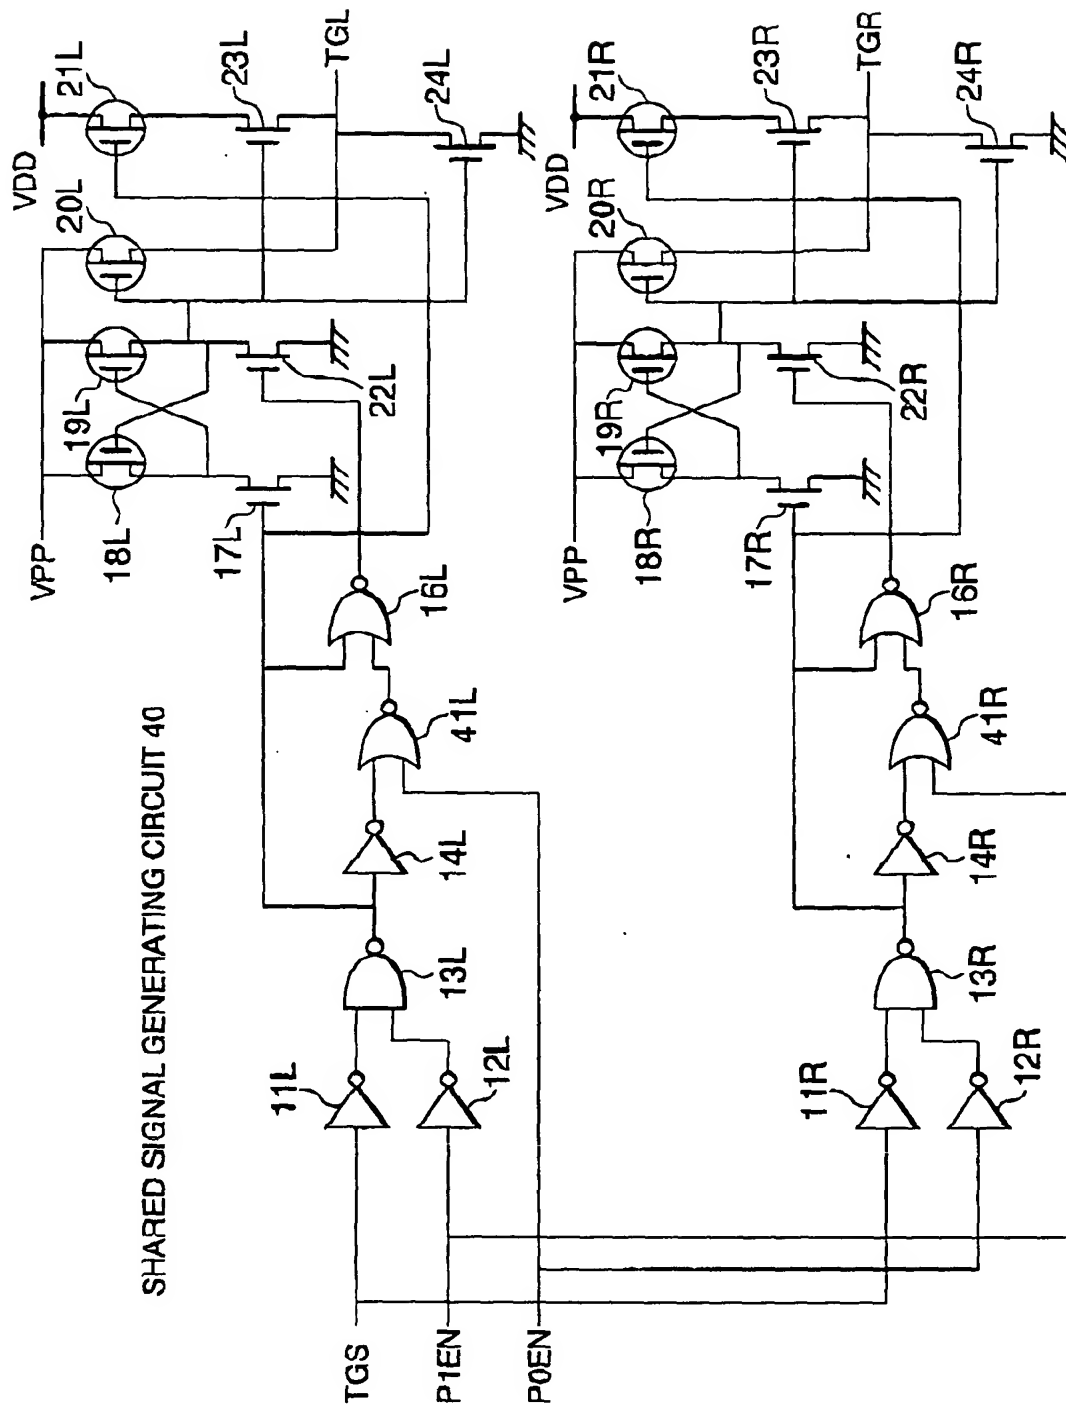 SHARED SIGNAL GENERATING CIRCUIT 40
TGS
P1EN
P0EN
11L
12L
13L
14L
41L
16L
17L
18L
19L
20L
21L
22L
23L
24L
VPP
VDD
TGL
11R
12R
13R
14R
41R
16R
17R
18R
19R
20R
21R
22R
23R
24R
VPP
VDD
TGR